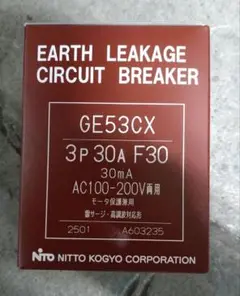 EARTH LEAKAGE
CIRCUIT BREAKER
GE53CX
3P 30A F30
30mA
AC100-200V両用
モータ保護兼用
雷サージ・高調波対応形
2501 A603235
NITO NITTO KOGYO CORPORATION